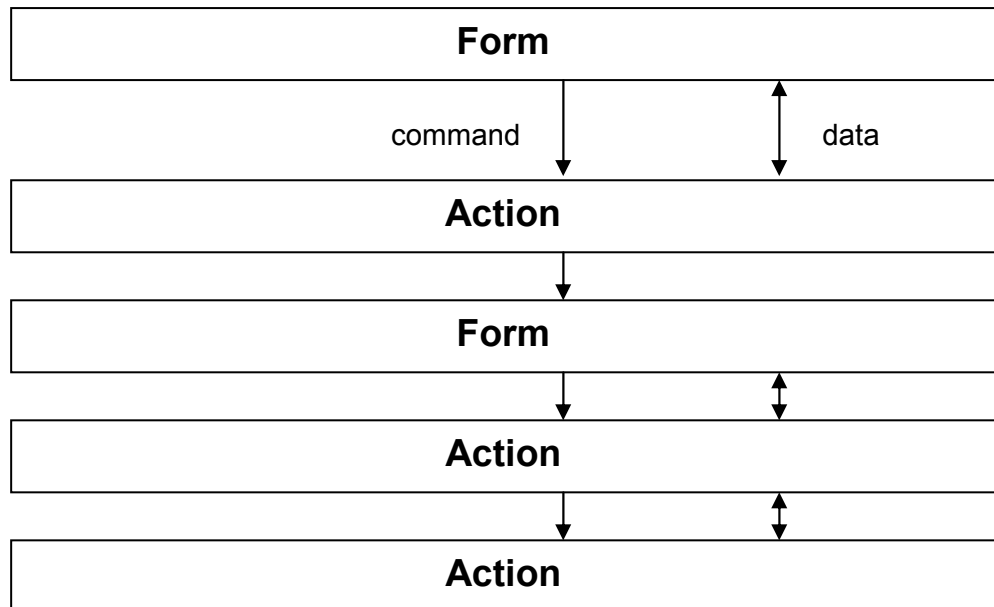 Form
command data
Action
Form
Action
Action